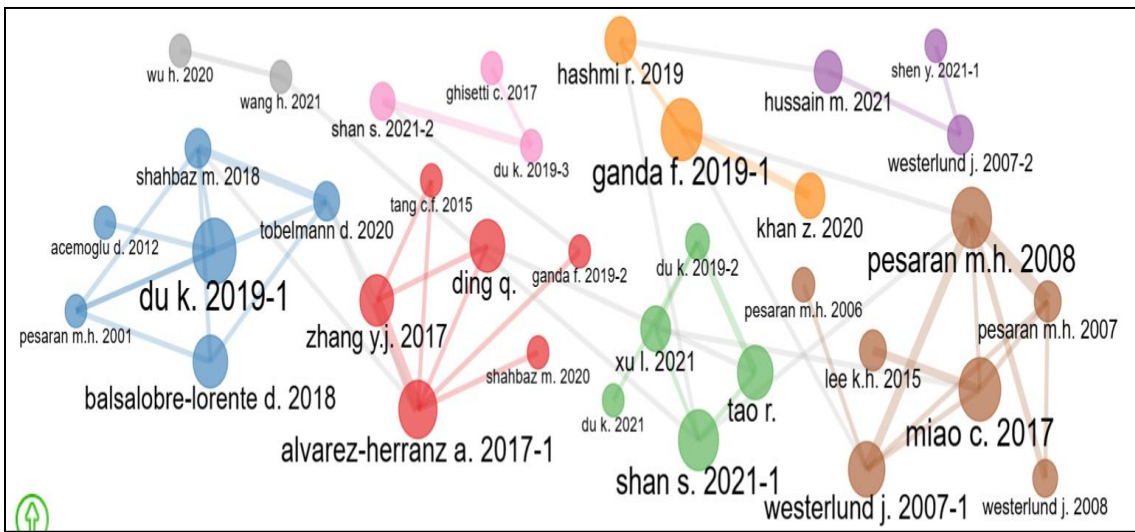 wu h. 2020
wang h. 2021
ghisetti c. 2017
shan s. 2021-2
du k. 2019-3
hashmi r. 2019
hussain m. 2021
shen y. 2021-1
westerlund j. 2007-2
ganda f. 2019-1
khan z. 2020
shahbaz m. 2018
acemoglu d. 2012
tobelmann d. 2020
du k. 2019-1
pesaran m.h. 2001
balsalobre-lorente d. 2018
tang c.f. 2015
ding q.
ganda f. 2019-2
zhang y.j. 2017
shahbaz m. 2020
alvarez-herranz a. 2017-1
du k. 2019-2
xu l. 2021
tao r.
du k. 2021
shan s. 2021-1
pesaran m.h. 2008
pesaran m.h. 2006
pesaran m.h. 2007
lee k.h. 2015
miao c. 2017
westerlund j. 2007-1
westerlund j. 2008